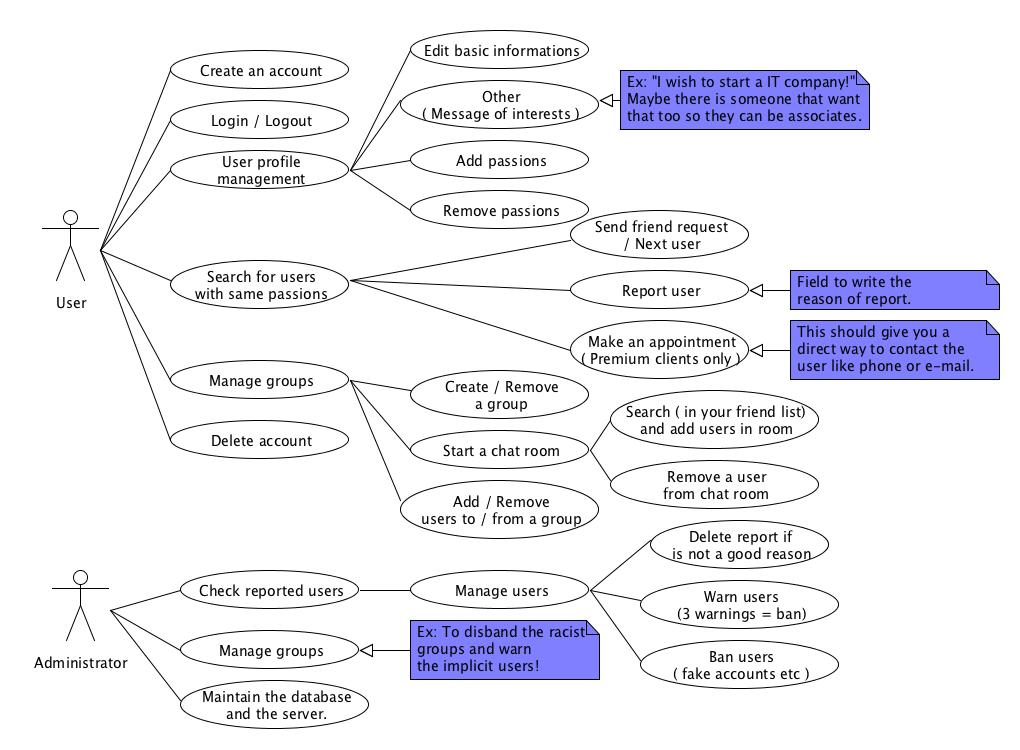 Edit basic informations
Create an account
Other
( Message of interests )
Ex: "I wish to start a IT company!"
Maybe there is someone that want
that too so they can be associates.
Login / Logout
User profile
management
Add passions
Remove passions
Send friend request
/ Next user
User
Search for users
with same passions
Report user
Field to write the
reason of report.
Make an appointment
( Premium clients only )
This should give you a
direct way to contact the
user like phone or e-mail.
Manage groups
Create / Remove
a group
Search ( in your friend list)
and add users in room
Delete account
Start a chat room
Remove a user
from chat room
Add / Remove
users to / from a group
Delete report if
is not a good reason
Check reported users
Manage users
Warn users
(3 warnings = ban)
Administrator
Manage groups
Ex: To disband the racist
groups and warn
the implicit users!
Ban users
( fake accounts etc )
Maintain the database
and the server.